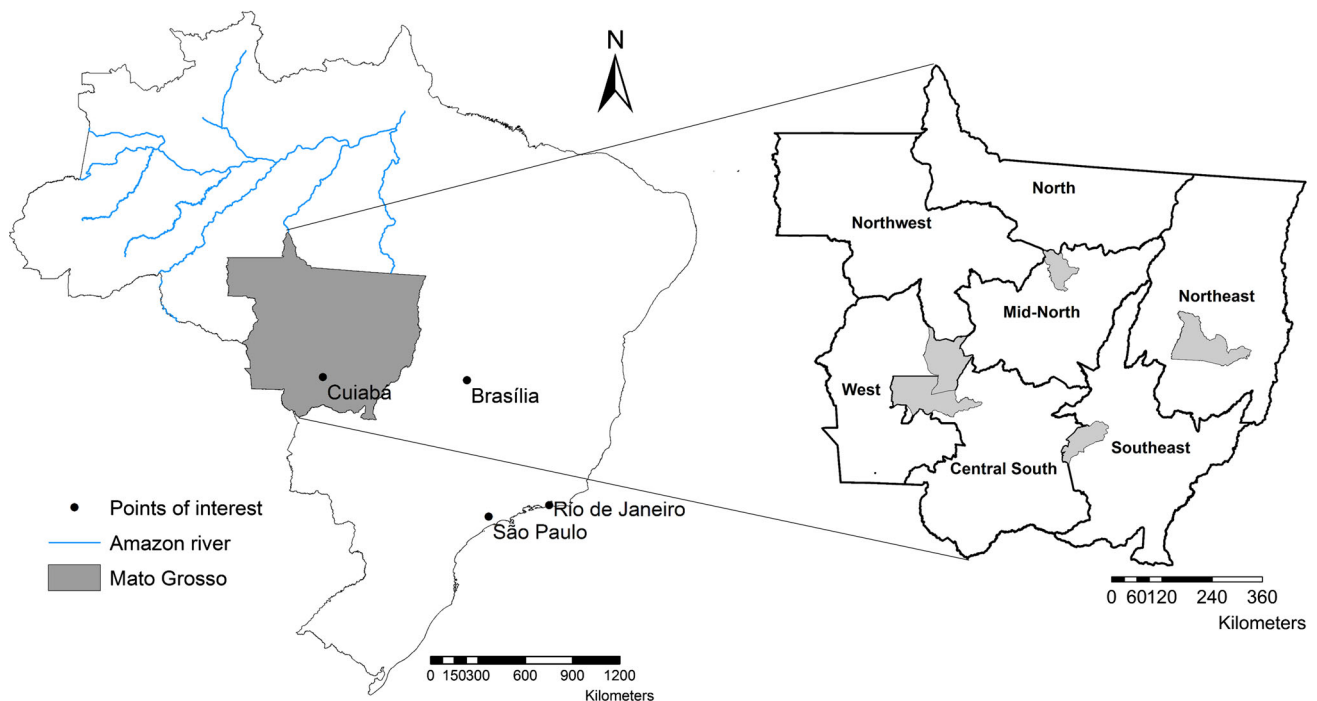 N
North
Northwest
Northeast
Mid-North
West
Cuiabá
Brasília
Southeast
Central South
Points of interest
Río de Janeiro
São Paulo
Amazon river
Mato Grosso
0 60120 240 360
Kilometers
0 150300 600 900 1200
Kilometers